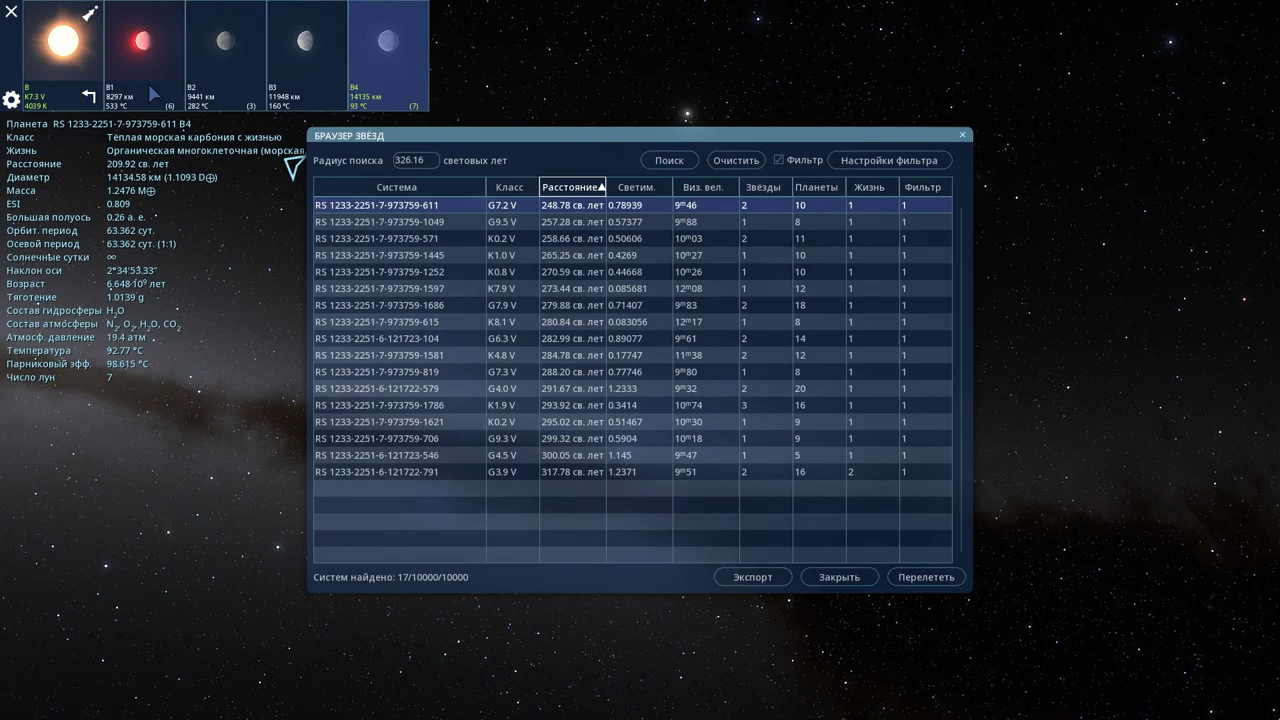 B
K7.3 V
4039 K
B1
8297 км
533 °C (6)
B2
9441 км
282 °C (3)
B3
11948 км
160 °C
B4
14135 км
93 °C (7)
Планета RS 1233-2251-7-973759-611 B4
Класс Тёплая морская карбония с жизнью
Жизнь Органическая многоклеточная (морская
Расстояние 209.92 св. лет
Диаметр 14134.58 км (1.1093 D⊕)
Масса 1.2476 M⊕
ESI 0.809
Большая полуось 0.26 а. е.
Орбит. период 63.362 сут.
Осевой период 63.362 сут. (1:1)
Солнечные сутки ∞
Наклон оси 2°34'53.33"
Возраст 6.648·10⁹ лет
Тяготение 1.0139 g
Состав гидросферы H₂O
Состав атмосферы N₂, O₂, H₂O, CO₂
Атмосф. давление 19.4 атм
Температура 92.77 °C
Парниковый эфф. 98.615 °C
Число лун 7
БРАУЗЕР ЗВЁЗД
Радиус поиска 326.16 световых лет Поиск Очистить Фильтр Настройки фильтра
Система Класс Расстояние▲ Светим. Виз. вел. Звёзды Планеты Жизнь Фильтр
RS 1233-2251-7-973759-611 G7.2 V 248.78 св. лет 0.78939 9ᵐ46 2 10 1 1
RS 1233-2251-7-973759-1049 G9.5 V 257.28 св. лет 0.57377 9ᵐ88 1 8 1 1
RS 1233-2251-7-973759-571 K0.2 V 258.66 св. лет 0.50606 10ᵐ03 2 11 1 1
RS 1233-2251-7-973759-1445 K1.0 V 265.25 св. лет 0.4269 10ᵐ27 1 10 1 1
RS 1233-2251-7-973759-1252 K0.8 V 270.59 св. лет 0.44668 10ᵐ26 1 10 1 1
RS 1233-2251-7-973759-1597 K7.9 V 273.44 св. лет 0.085681 12ᵐ08 1 12 1 1
RS 1233-2251-7-973759-1686 G7.9 V 279.88 св. лет 0.71407 9ᵐ83 2 18 1 1
RS 1233-2251-7-973759-615 K8.1 V 280.84 св. лет 0.083056 12ᵐ17 1 8 1 1
RS 1233-2251-6-121723-104 G6.3 V 282.99 св. лет 0.89077 9ᵐ61 2 14 1 1
RS 1233-2251-7-973759-1581 K4.8 V 284.78 св. лет 0.17747 11ᵐ38 2 12 1 1
RS 1233-2251-7-973759-819 G7.3 V 288.20 св. лет 0.77746 9ᵐ80 1 8 1 1
RS 1233-2251-6-121722-579 G4.0 V 291.67 св. лет 1.2333 9ᵐ32 2 20 1 1
RS 1233-2251-7-973759-1786 K1.9 V 293.92 св. лет 0.3414 10ᵐ74 3 16 1 1
RS 1233-2251-7-973759-1621 K0.2 V 295.02 св. лет 0.51467 10ᵐ30 1 9 1 1
RS 1233-2251-7-973759-706 G9.3 V 299.32 св. лет 0.5904 10ᵐ18 1 9 1 1
RS 1233-2251-6-121723-546 G4.5 V 300.05 св. лет 1.145 9ᵐ47 1 5 1 1
RS 1233-2251-6-121722-791 G3.9 V 317.78 св. лет 1.2371 9ᵐ51 2 16 2 1
Систем найдено: 17/10000/10000 Экспорт Закрыть Перелететь